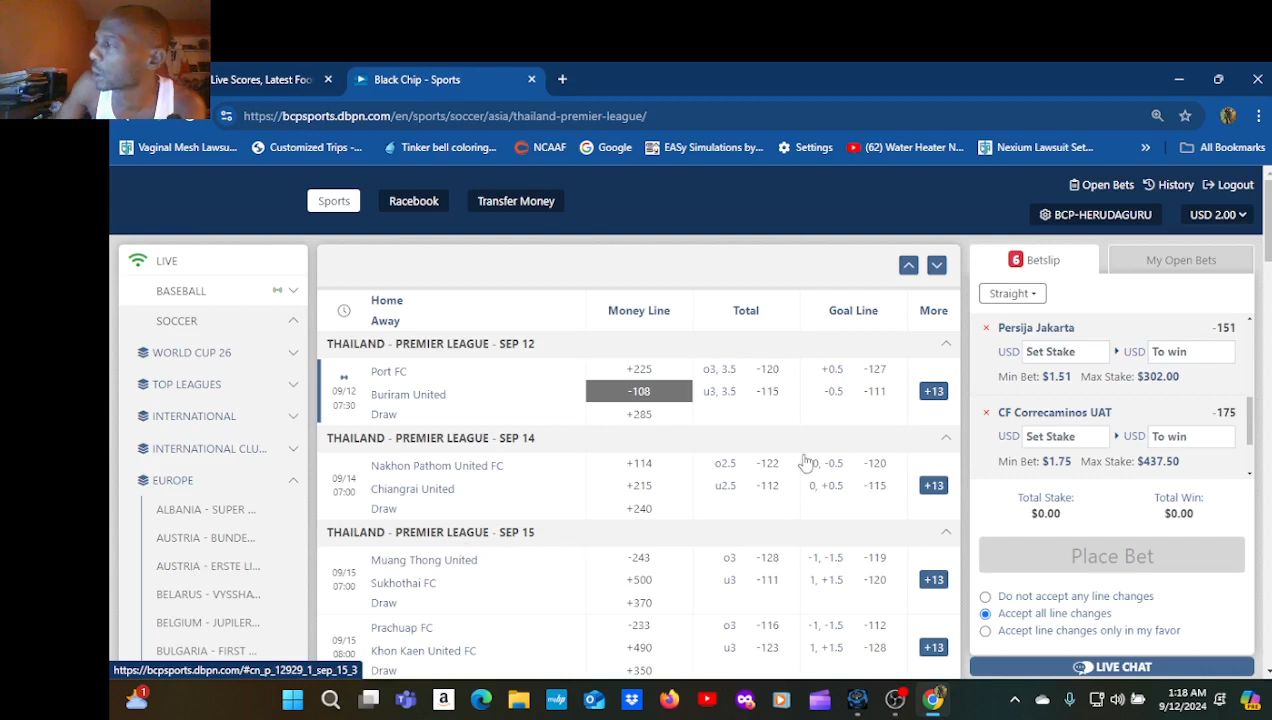 Live Scores, Latest Foo
Black Chip - Sports
https://bcpsports.dbpn.com/en/sports/soccer/asia/thailand-premier-league/
Vaginal Mesh Lawsu...
Customized Trips -...
Tinker bell coloring...
NCAAF
Google
EASy Simulations by...
Settings
(62) Water Heater N...
Nexium Lawsuit Set...
» All Bookmarks
Sports Racebook Transfer Money
Open Bets History Logout
BCP-HERUDAGURU USD 2.00
LIVE
BASEBALL
SOCCER
WORLD CUP 26
TOP LEAGUES
INTERNATIONAL
INTERNATIONAL CLU...
EUROPE
ALBANIA - SUPER ...
AUSTRIA - BUNDE...
AUSTRIA - ERSTE LI...
BELARUS - VYSSHA...
BELGIUM - JUPILER...
BULGARIA - FIRST ...
Home
Away
Money Line Total Goal Line More
THAILAND - PREMIER LEAGUE - SEP 12
09/12
07:30
Port FC +225 o3, 3.5 -120 +0.5 -127
Buriram United -108 u3, 3.5 -115 -0.5 -111 +13
Draw +285
THAILAND - PREMIER LEAGUE - SEP 14
09/14
07:00
Nakhon Pathom United FC +114 o2.5 -122 0, -0.5 -120
Chiangrai United +215 u2.5 -112 0, +0.5 -115 +13
Draw +240
THAILAND - PREMIER LEAGUE - SEP 15
09/15
07:00
Muang Thong United -243 o3 -128 -1, -1.5 -119
Sukhothai FC +500 u3 -111 1, +1.5 -120 +13
Draw +370
09/15
08:00
Prachuap FC -233 o3 -116 -1, -1.5 -112
Khon Kaen United FC +490 u3 -123 1, +1.5 -128 +13
Draw +350
6 Betslip My Open Bets
Straight
× Persija Jakarta -151
USD Set Stake USD To win
Min Bet: $1.51 Max Stake: $302.00
× CF Correcaminos UAT -175
USD Set Stake USD To win
Min Bet: $1.75 Max Stake: $437.50
Total Stake: Total Win:
$0.00 $0.00
Place Bet
Do not accept any line changes
Accept all line changes
Accept line changes only in my favor
LIVE CHAT
https://bcpsports.dbpn.com/#cn_p_12929_1_sep_15_3
1
1:18 AM
9/12/2024